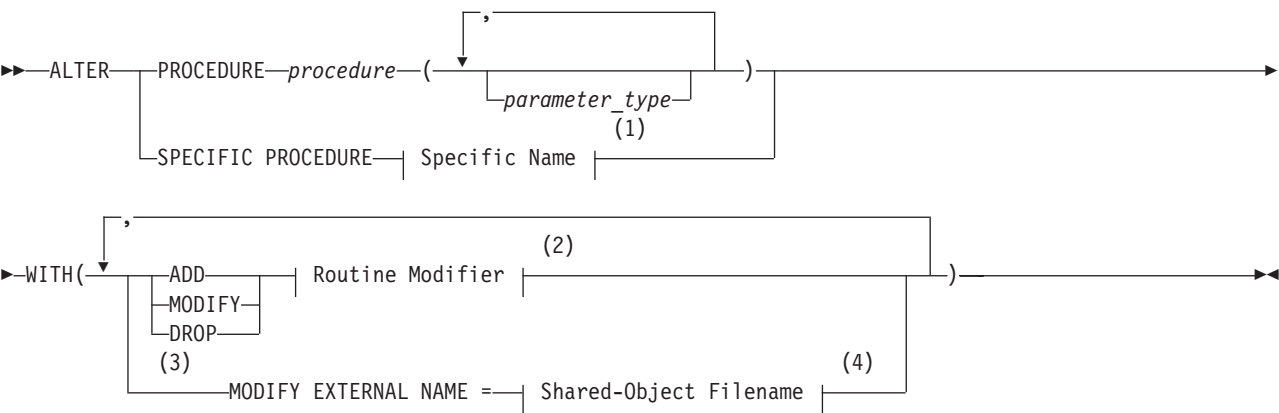 ,
ALTER PROCEDURE procedure ( )
parameter_type
(1)
SPECIFIC PROCEDURE Specific Name
,
(2)
WITH( ADD Routine Modifier )
MODIFY
DROP
(3) (4)
MODIFY EXTERNAL NAME = Shared-Object Filename